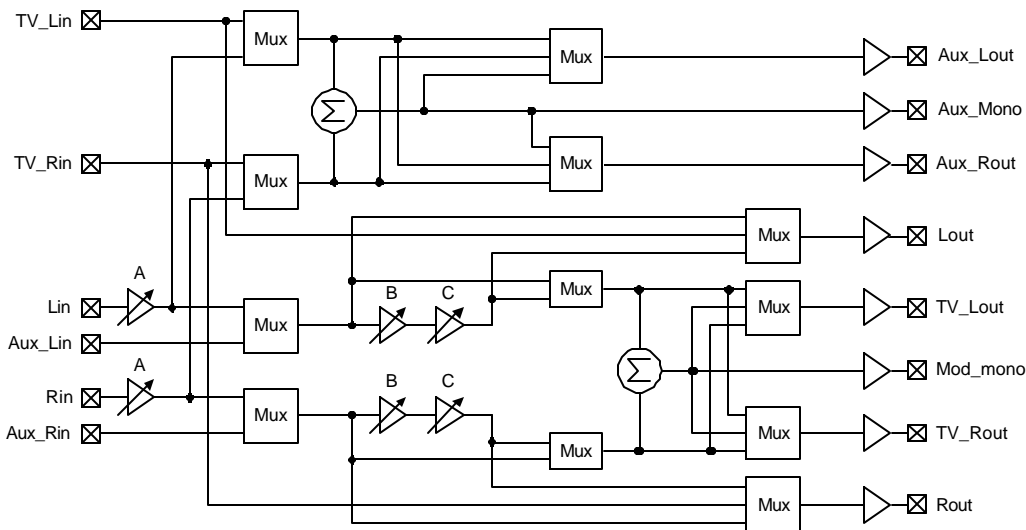 TV_Lin
Mux
Mux
Aux_Lout
Σ
Aux_Mono
TV_Rin
Mux
Mux
Aux_Rout
Mux
Lout
A
Lin
Mux
B
C
Mux
Mux
TV_Lout
Aux_Lin
Σ
Mod_mono
A
Rin
Mux
B
C
Aux_Rin
Mux
Mux
TV_Rout
Mux
Rout